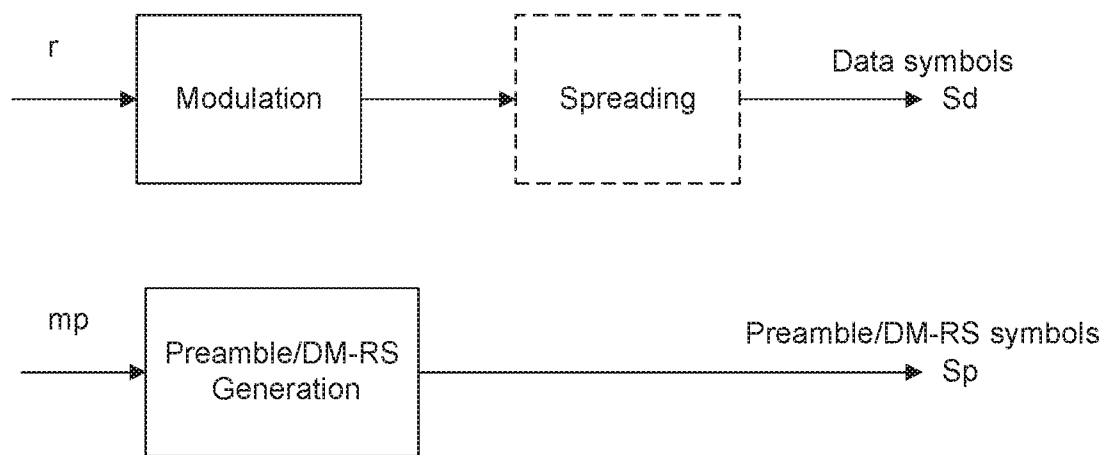 r
Modulation
Spreading
Data symbols
Sd
mp
Preamble/DM-RS
Generation
Preamble/DM-RS symbols
Sp